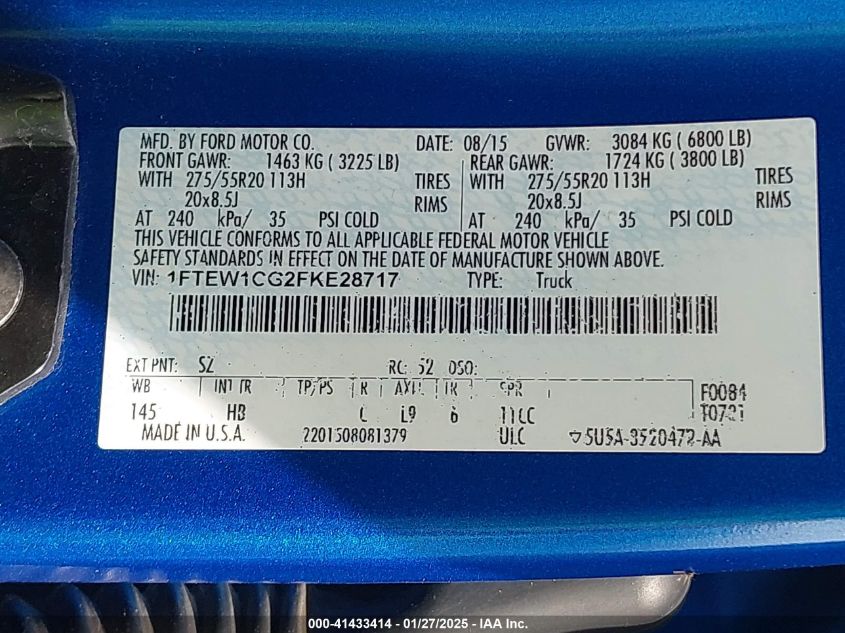 MFD. BY FORD MOTOR CO. DATE: 08/15 GVWR: 3084 KG ( 6800 LB)
FRONT GAWR: 1463 KG ( 3225 LB) REAR GAWR: 1724 KG ( 3800 LB)
WITH 275/55R20 113H TIRES WITH 275/55R20 113H TIRES
20x8.5J RIMS 20x8.5J RIMS
AT 240 kPa/ 35 PSI COLD AT 240 kPa/ 35 PSI COLD
THIS VEHICLE CONFORMS TO ALL APPLICABLE FEDERAL MOTOR VEHICLE
SAFETY STANDARDS IN EFFECT ON THE DATE OF MANUFACTURE SHOWN ABOVE.
VIN: 1FTEW1CG2FKE28717 TYPE: Truck
EXT PNT: SZ RC: 52 DSO:
WB INT TR TP/PS R AXLE TR SPR F0084
145 HB L9 6 11CC
MADE IN U.S.A. 2201508081379 ULC
000-41433414 - 01/27/2025 - IAA Inc.